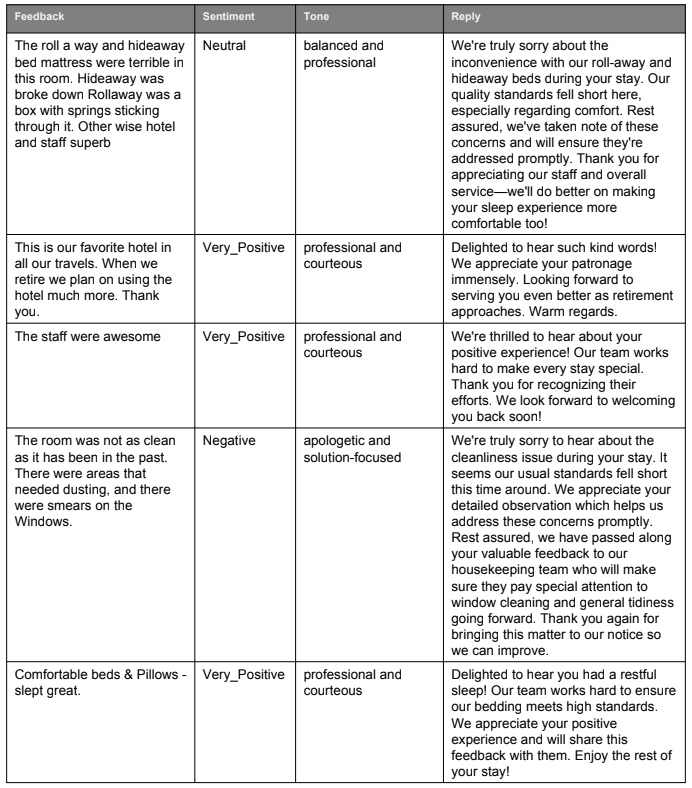 Feedback Sentiment Tone Reply
The roll a way and hideaway
bed mattress were terrible in
this room. Hideaway was
broke down Rollaway was a
box with springs sticking
through it. Other wise hotel
and staff superb
Neutral
balanced and
professional
We're truly sorry about the
inconvenience with our roll-away and
hideaway beds during your stay. Our
quality standards fell short here,
especially regarding comfort. Rest
assured, we've taken note of these
concerns and will ensure they're
addressed promptly. Thank you for
appreciating our staff and overall
service—we'll do better on making
your sleep experience more
comfortable too!
This is our favorite hotel in
all our travels. When we
retire we plan on using the
hotel much more. Thank
you.
Very_Positive
professional and
courteous
Delighted to hear such kind words!
We appreciate your patronage
immensely. Looking forward to
serving you even better as retirement
approaches. Warm regards.
The staff were awesome
Very_Positive
professional and
courteous
We're thrilled to hear about your
positive experience! Our team works
hard to make every stay special.
Thank you for recognizing their
efforts. We look forward to welcoming
you back soon!
The room was not as clean
as it has been in the past.
There were areas that
needed dusting, and there
were smears on the
Windows.
Negative
apologetic and
solution-focused
We're truly sorry to hear about the
cleanliness issue during your stay. It
seems our usual standards fell short
this time around. We appreciate your
detailed observation which helps us
address these concerns promptly.
Rest assured, we have passed along
your valuable feedback to our
housekeeping team who will make
sure they pay special attention to
window cleaning and general tidiness
going forward. Thank you again for
bringing this matter to our notice so
we can improve.
Comfortable beds & Pillows -
slept great.
Very_Positive
professional and
courteous
Delighted to hear you had a restful
sleep! Our team works hard to ensure
our bedding meets high standards.
We appreciate your positive
experience and will share this
feedback with them. Enjoy the rest of
your stay!